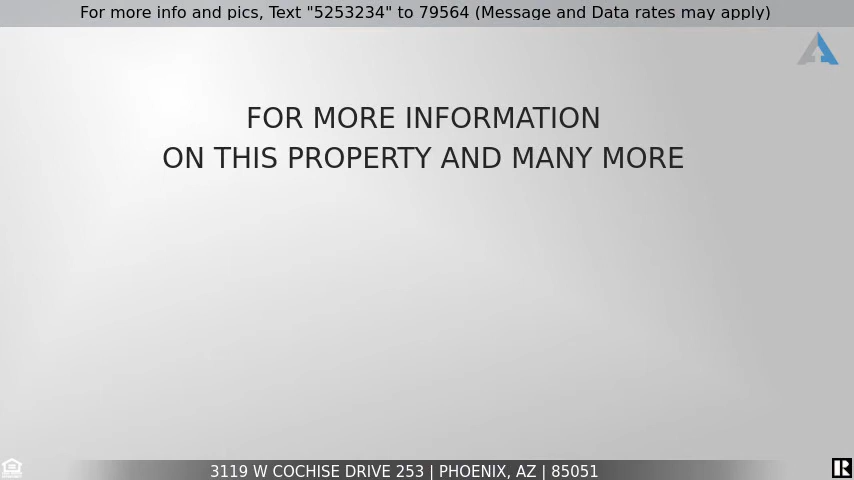 For more info and pics, Text "5253234" to 79564 (Message and Data rates may apply)
FOR MORE INFORMATION
ON THIS PROPERTY AND MANY MORE
3119 W COCHISE DRIVE 253 | PHOENIX, AZ | 85051